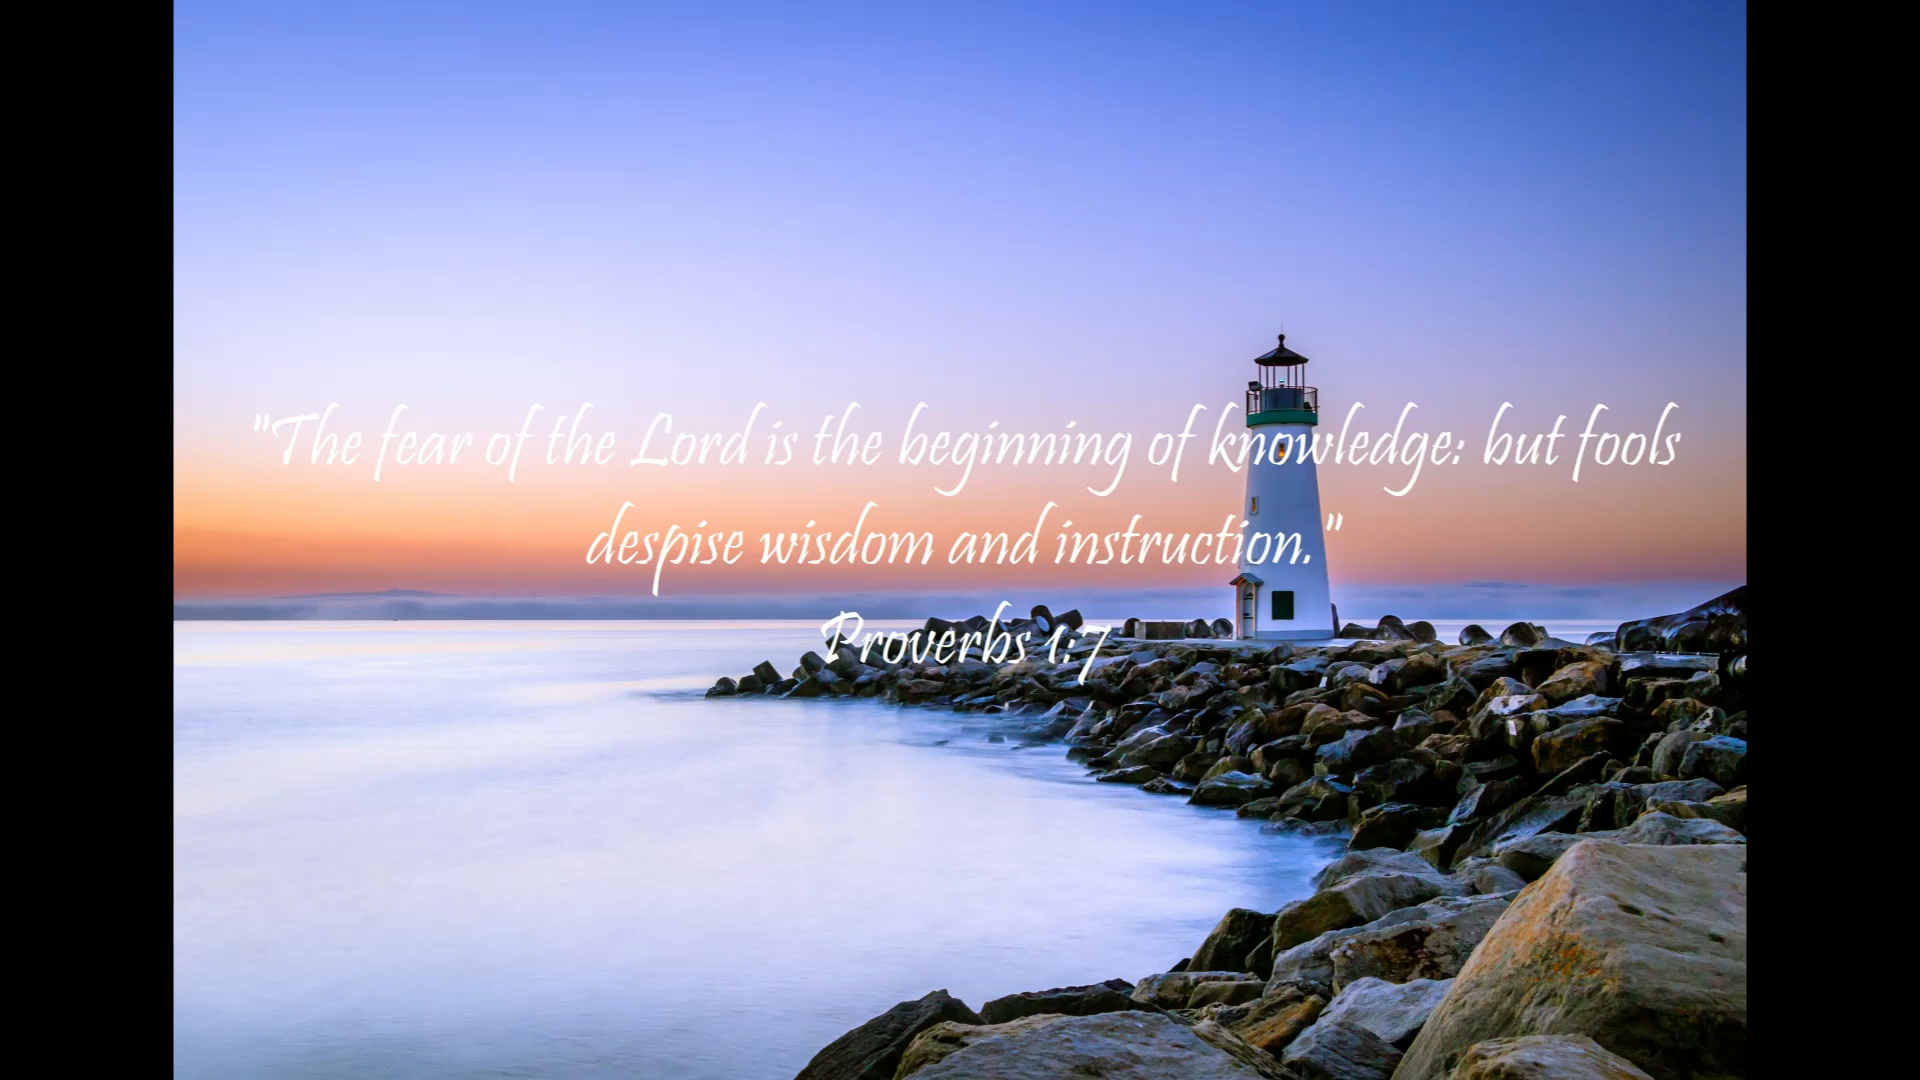 "The fear of the Lord is the beginning of knowledge: but fools
despise wisdom and instruction."
Proverbs 1:7